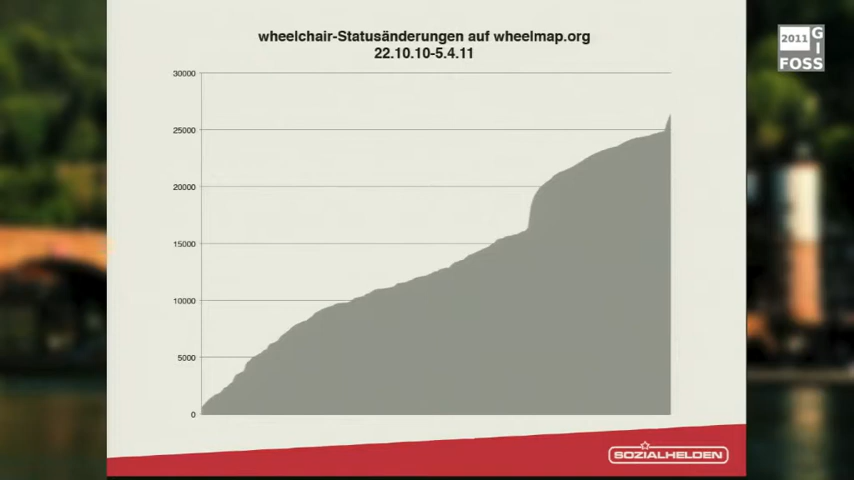 wheelchair-Statusänderungen auf wheelmap.org
22.10.10-5.4.11
30000
25000
20000
15000
10000
5000
0
SOZIALHELDEN
2011 GI
FOSS